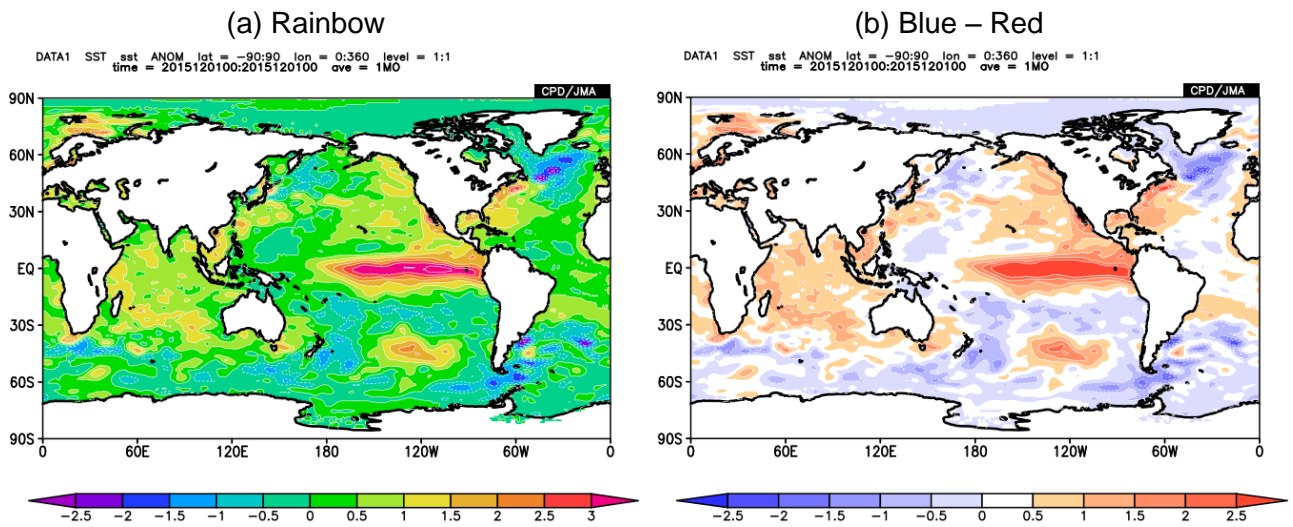 (a) Rainbow
DATA1 SST sst ANOM lat = −90:90 lon = 0:360 level = 1:1
time = 2015120100:2015120100 ave = 1MO
CPD/JMA
90N
60N
30N
EQ
30S
60S
90S
0 60E 120E 180 120W 60W 0
−2.5 −2 −1.5 −1 −0.5 0 0.5 1 1.5 2 2.5 3
(b) Blue – Red
DATA1 SST sst ANOM lat = −90:90 lon = 0:360 level = 1:1
time = 2015120100:2015120100 ave = 1MO
CPD/JMA
90N
60N
30N
EQ
30S
60S
90S
0 60E 120E 180 120W 60W 0
−2.5 −2 −1.5 −1 −0.5 0 0.5 1 1.5 2 2.5